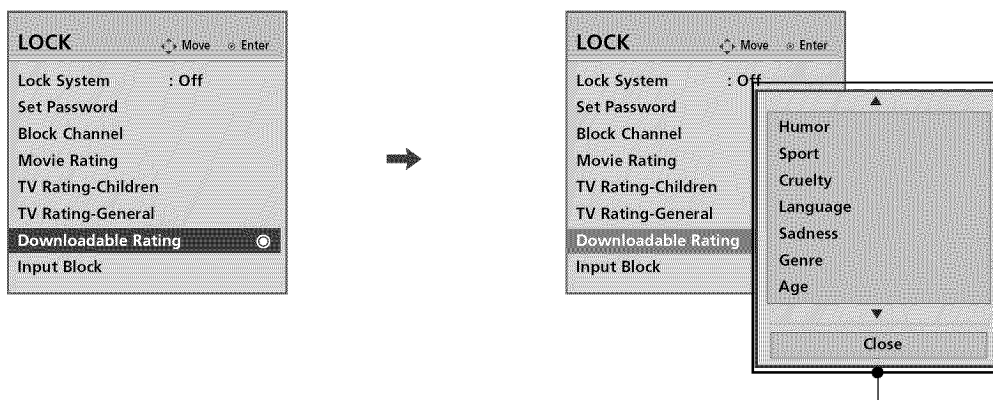 LOCK
Move Enter
Lock System : Off
Set Password
Block Channel
Movie Rating
TV Rating-Children
TV Rating-General
Downloadable Rating
Input Block
LOCK
Move Enter
Lock System : Off
Set Password
Block Channel
Movie Rating
TV Rating-Children
TV Rating-General
Downloadable Rating
Input Block
Humor
Sport
Cruelty
Language
Sadness
Genre
Age
Close